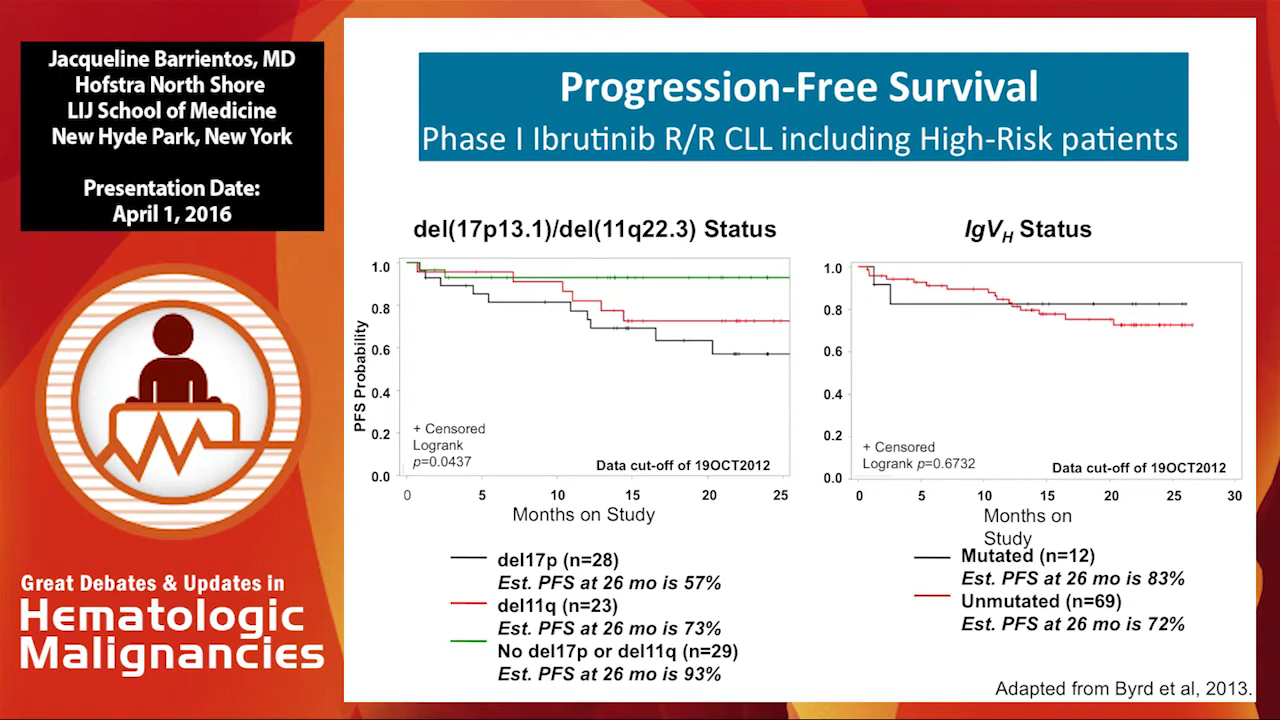 Jacqueline Barrientos, MD
Hofstra North Shore
LIJ School of Medicine
New Hyde Park, New York
Presentation Date:
April 1, 2016
Great Debates & Updates in
Hematologic
Malignancies
Progression-Free Survival
Phase I Ibrutinib R/R CLL including High-Risk patients
del(17p13.1)/del(11q22.3) Status
PFS Probability
1.0
0.8
0.6
0.4
0.2
0.0
+ Censored
Logrank
p=0.0437
Data cut-off of 19OCT2012
0 5 10 15 20 25
Months on Study
del17p (n=28)
Est. PFS at 26 mo is 57%
del11q (n=23)
Est. PFS at 26 mo is 73%
No del17p or del11q (n=29)
Est. PFS at 26 mo is 93%
IgVH Status
1.0
0.8
0.6
0.4
0.2
0.0
+ Censored
Logrank p=0.6732
Data cut-off of 19OCT2012
0 5 10 15 20 25 30
Months on
Study
Mutated (n=12)
Est. PFS at 26 mo is 83%
Unmutated (n=69)
Est. PFS at 26 mo is 72%
Adapted from Byrd et al, 2013.